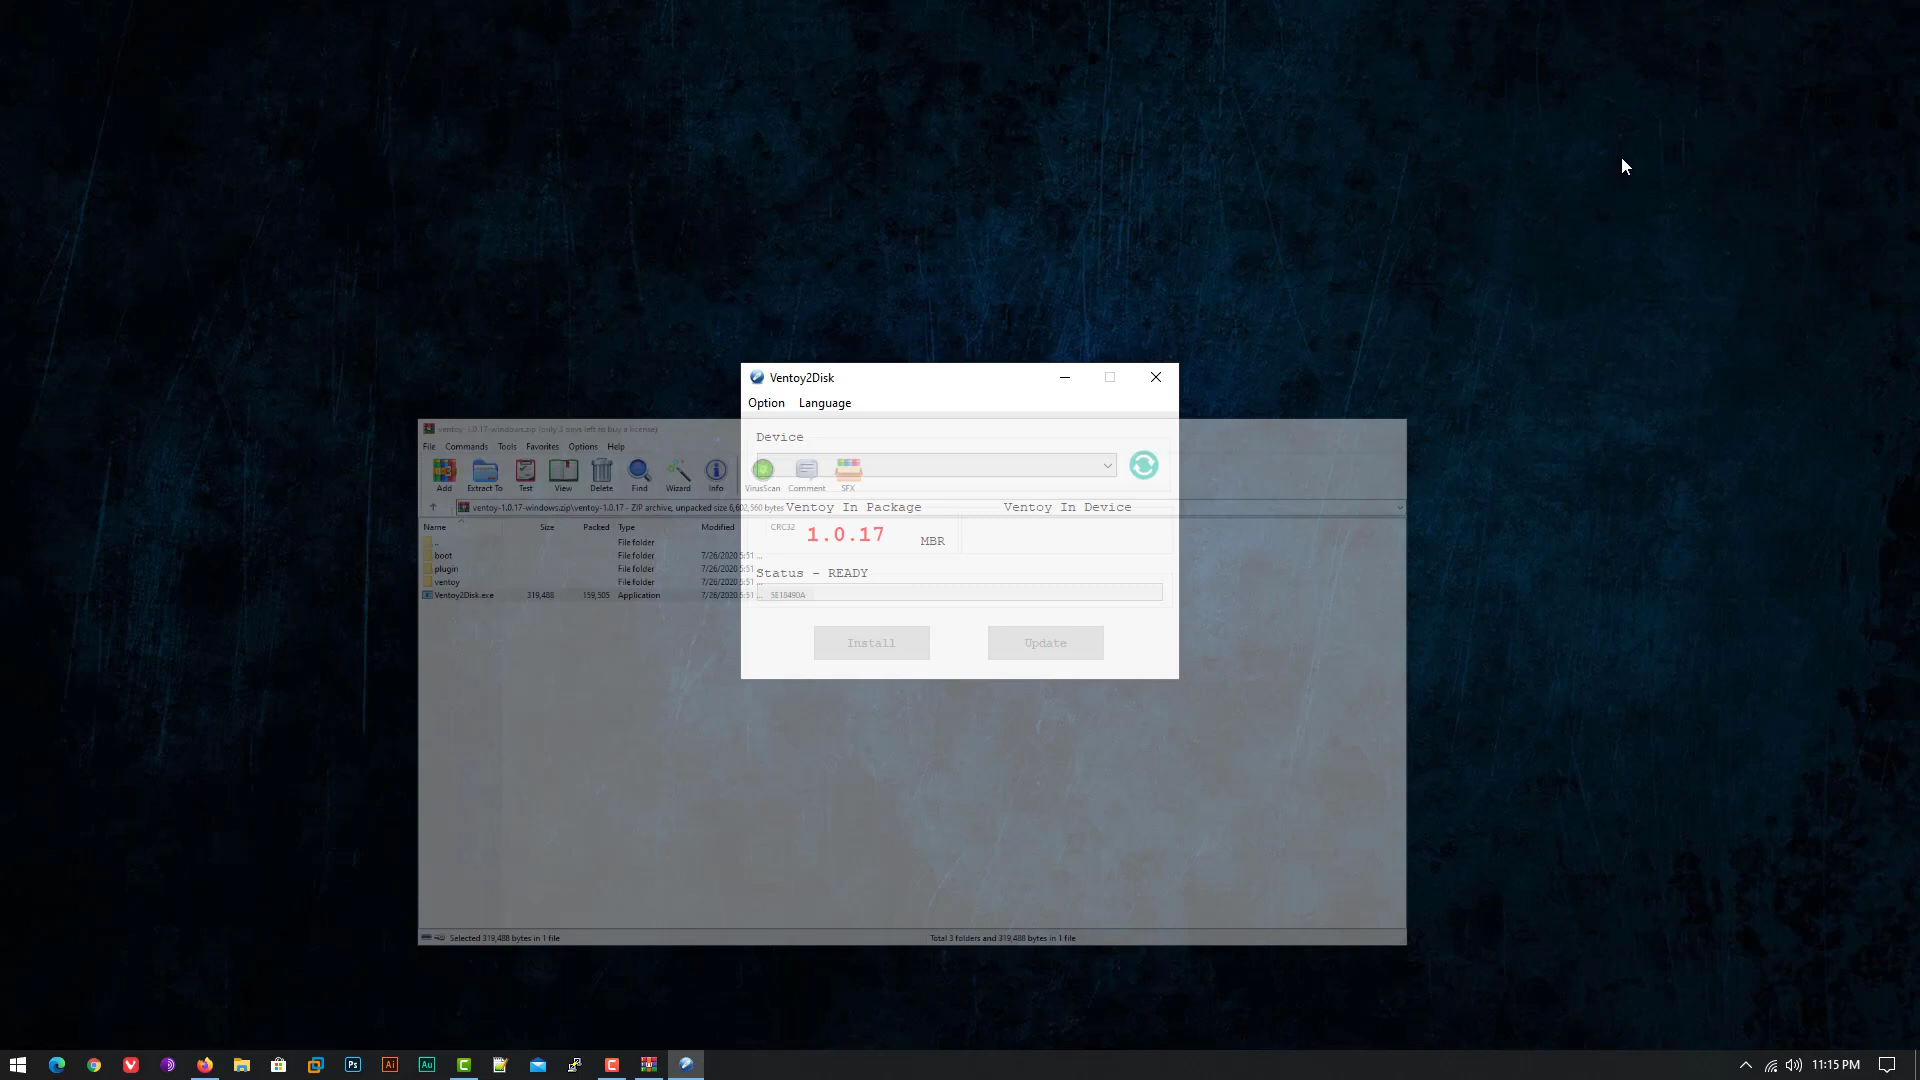 Ventoy2Disk
Option Language
Device
Ventoy In Package
Ventoy In Device
1.0.17
MBR
Status - READY
Install
Update
ventoy-1.0.17-windows.zip (only 3 days left to buy a license)
File Commands Tools Favorites Options Help
Add Extract To Test View Delete Find Wizard Info VirusScan Comment SFX
ventoy-1.0.17-windows.zip\ventoy-1.0.17 - ZIP archive, unpacked size 6,602,560 bytes
Name Size Packed Type Modified CRC32
.. File folder
boot File folder 7/26/2020 5:51 ...
plugin File folder 7/26/2020 5:51 ...
ventoy File folder 7/26/2020 5:51 ...
Ventoy2Disk.exe 319,488 159,505 Application 7/26/2020 5:51 ... 5E18490A
Selected 319,488 bytes in 1 file
Total 3 folders and 319,488 bytes in 1 file
Ps Ai Au C C
11:15 PM